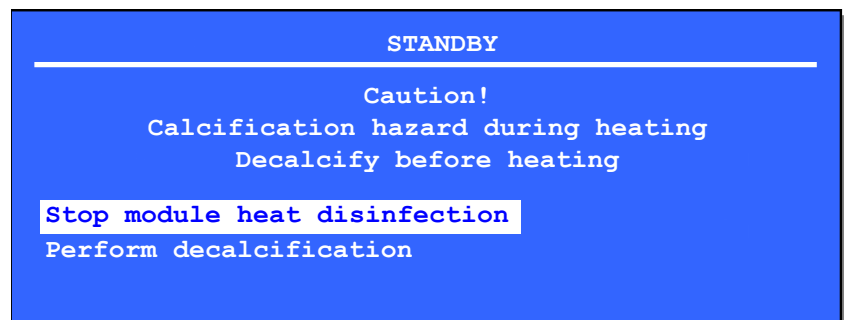 STANDBY
Caution!
Calcification hazard during heating
Decalcify before heating
Stop module heat disinfection
Perform decalcification